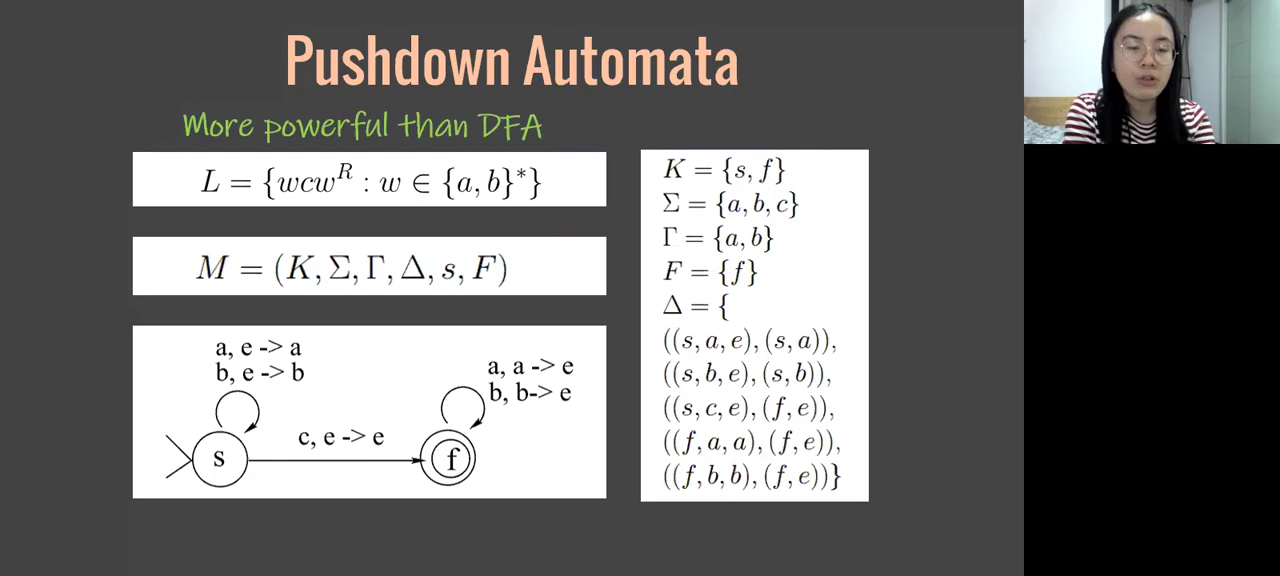 Pushdown Automata
More powerful than DFA
L = {wcw^R : w ∈ {a, b}*}
M = (K, Σ, Γ, Δ, s, F)
a, e -> a
b, e -> b
a, a -> e
b, b-> e
c, e -> e
s
f
K = {s, f}
Σ = {a, b, c}
Γ = {a, b}
F = {f}
Δ = {
((s, a, e), (s, a)),
((s, b, e), (s, b)),
((s, c, e), (f, e)),
((f, a, a), (f, e)),
((f, b, b), (f, e))}